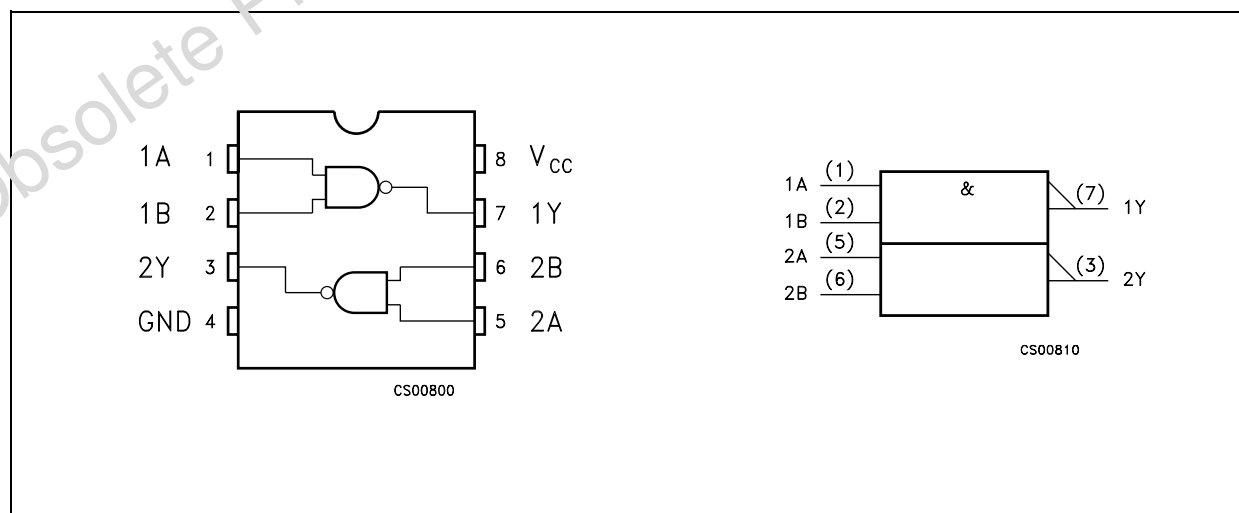 Obsolete
1A 1
1B 2
2Y 3
GND 4
8 VCC
7 1Y
6 2B
5 2A
CS00800
1A (1)
1B (2)
2A (5)
2B (6)
&
(7) 1Y
(3) 2Y
CS00810